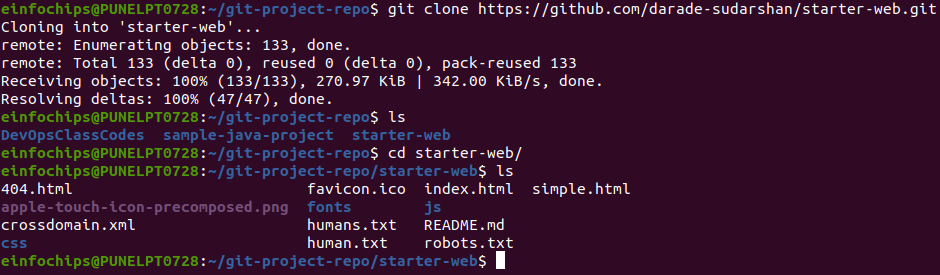 einfochips@PUNELPT0728:~/git-project-repo$ git clone https://github.com/darade-sudarshan/starter-web.git
Cloning into 'starter-web'...
remote: Enumerating objects: 133, done.
remote: Total 133 (delta 0), reused 0 (delta 0), pack-reused 133
Receiving objects: 100% (133/133), 270.97 KiB | 342.00 KiB/s, done.
Resolving deltas: 100% (47/47), done.
einfochips@PUNELPT0728:~/git-project-repo$ ls
DevOpsClassCodes  sample-java-project  starter-web
einfochips@PUNELPT0728:~/git-project-repo$ cd starter-web/
einfochips@PUNELPT0728:~/git-project-repo/starter-web$ ls
404.html                          favicon.ico  index.html  simple.html
apple-touch-icon-precomposed.png  fonts        js
crossdomain.xml                   humans.txt   README.md
css                               human.txt    robots.txt
einfochips@PUNELPT0728:~/git-project-repo/starter-web$